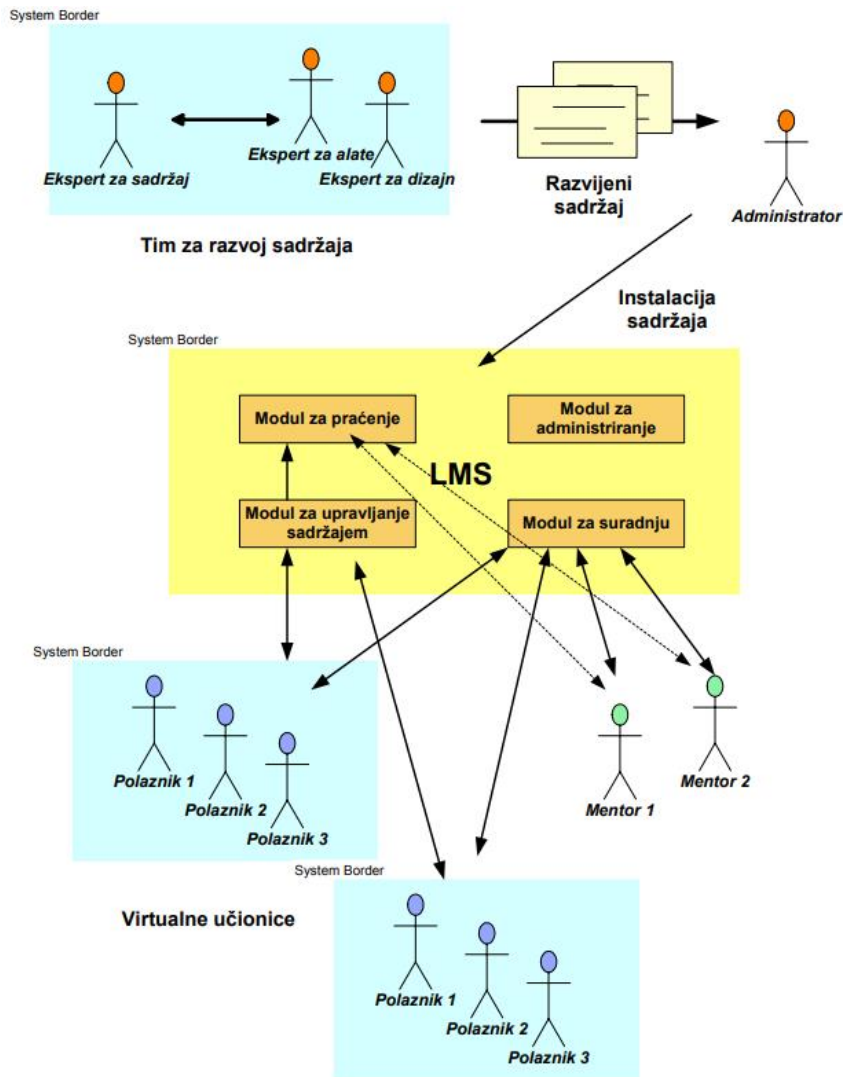 System Border
Ekspert za sadržaj
Ekspert za alate
Ekspert za dizajn
Razvijeni
sadržaj
Administrator
Tim za razvoj sadržaja
Instalacija
sadržaja
System Border
Modul za praćenje
Modul za
administriranje
LMS
Modul za upravljanje
sadržajem
Modul za suradnju
System Border
Polaznik 1
Polaznik 2
Polaznik 3
Mentor 1
Mentor 2
System Border
Virtualne učionice
Polaznik 1
Polaznik 2
Polaznik 3